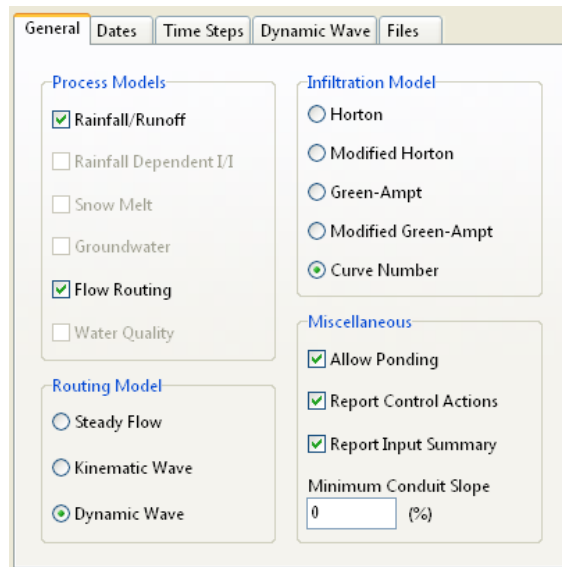 General Dates Time Steps Dynamic Wave Files
Process Models
Rainfall/Runoff
Rainfall Dependent I/I
Snow Melt
Groundwater
Flow Routing
Water Quality
Routing Model
Steady Flow
Kinematic Wave
Dynamic Wave
Infiltration Model
Horton
Modified Horton
Green-Ampt
Modified Green-Ampt
Curve Number
Miscellaneous
Allow Ponding
Report Control Actions
Report Input Summary
Minimum Conduit Slope
0 (%)